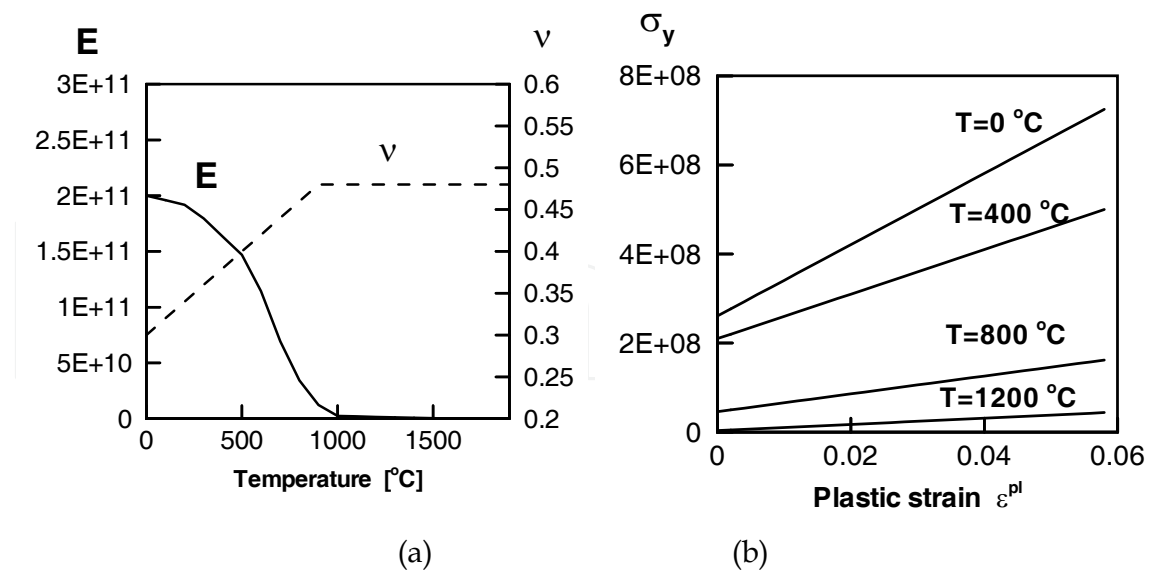 E
ν
3E+11
2.5E+11
2E+11
1.5E+11
1E+11
5E+10
0
0.6
0.55
0.5
0.45
0.4
0.35
0.3
0.25
0.2
E
ν
0 500 1000 1500
Temperature [°C]
(a)
σy
8E+08
6E+08
4E+08
2E+08
0
T=0 °C
T=400 °C
T=800 °C
T=1200 °C
0 0.02 0.04 0.06
Plastic strain ε^pl
(b)